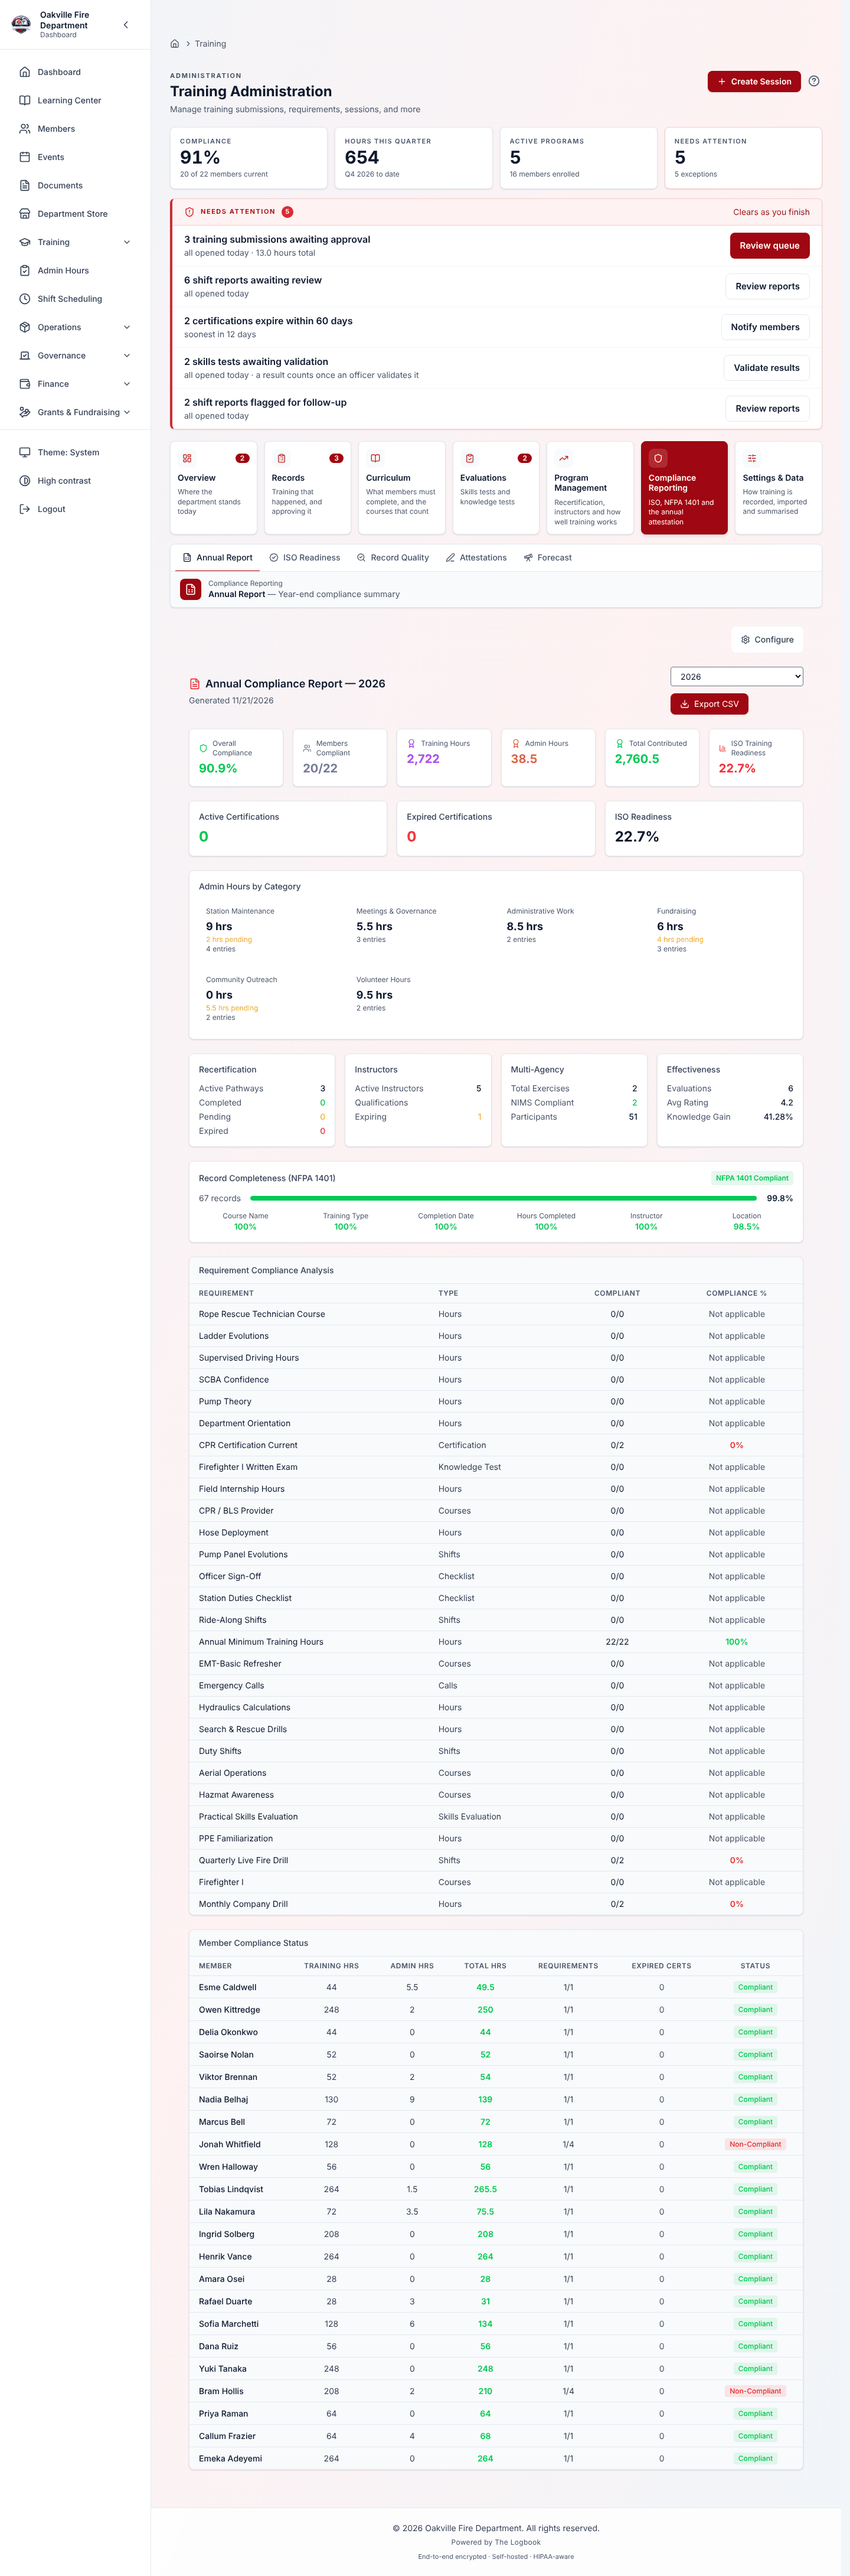 Oakville Fire
Department
Dashboard
Dashboard
Learning Center
Members
Events
Documents
Department Store
Training
Admin Hours
Shift Scheduling
Operations
Governance
Finance
Grants & Fundraising
Theme: System
High contrast
Logout
Training
ADMINISTRATION
Training Administration
Manage training submissions, requirements, sessions, and more
Create Session
COMPLIANCE
91%
20 of 22 members current
HOURS THIS QUARTER
654
Q4 2026 to date
ACTIVE PROGRAMS
5
16 members enrolled
NEEDS ATTENTION
5
5 exceptions
NEEDS ATTENTION 5
Clears as you finish
3 training submissions awaiting approval
all opened today · 13.0 hours total
Review queue
6 shift reports awaiting review
all opened today
Review reports
2 certifications expire within 60 days
soonest in 12 days
Notify members
2 skills tests awaiting validation
all opened today · a result counts once an officer validates it
Validate results
2 shift reports flagged for follow-up
all opened today
Review reports
2
Overview
Where the
department stands
today
3
Records
Training that
happened, and
approving it
Curriculum
What members must
complete, and the
courses that count
2
Evaluations
Skills tests and
knowledge tests
Program
Management
Recertification,
instructors and how
well training works
Compliance
Reporting
ISO, NFPA 1401 and
the annual
attestation
Settings & Data
How training is
recorded, imported
and summarised
Annual Report
ISO Readiness
Record Quality
Attestations
Forecast
Compliance Reporting
Annual Report — Year-end compliance summary
Configure
Annual Compliance Report — 2026
Generated 11/21/2026
2026
Export CSV
Overall
Compliance
90.9%
Members
Compliant
20/22
Training Hours
2,722
Admin Hours
38.5
Total Contributed
2,760.5
ISO Training
Readiness
22.7%
Active Certifications
0
Expired Certifications
0
ISO Readiness
22.7%
Admin Hours by Category
Station Maintenance
9 hrs
2 hrs pending
4 entries
Meetings & Governance
5.5 hrs
3 entries
Administrative Work
8.5 hrs
2 entries
Fundraising
6 hrs
4 hrs pending
3 entries
Community Outreach
0 hrs
5.5 hrs pending
2 entries
Volunteer Hours
9.5 hrs
2 entries
Recertification
Active Pathways 3
Completed 0
Pending 0
Expired 0
Instructors
Active Instructors 5
Qualifications
Expiring 1
Multi-Agency
Total Exercises 2
NIMS Compliant 2
Participants 51
Effectiveness
Evaluations 6
Avg Rating 4.2
Knowledge Gain 41.28%
Record Completeness (NFPA 1401)
NFPA 1401 Compliant
67 records 99.8%
Course Name
100%
Training Type
100%
Completion Date
100%
Hours Completed
100%
Instructor
100%
Location
98.5%
Requirement Compliance Analysis
REQUIREMENT TYPE COMPLIANT COMPLIANCE %
Rope Rescue Technician Course Hours 0/0 Not applicable
Ladder Evolutions Hours 0/0 Not applicable
Supervised Driving Hours Hours 0/0 Not applicable
SCBA Confidence Hours 0/0 Not applicable
Pump Theory Hours 0/0 Not applicable
Department Orientation Hours 0/0 Not applicable
CPR Certification Current Certification 0/2 0%
Firefighter I Written Exam Knowledge Test 0/0 Not applicable
Field Internship Hours Hours 0/0 Not applicable
CPR / BLS Provider Courses 0/0 Not applicable
Hose Deployment Hours 0/0 Not applicable
Pump Panel Evolutions Shifts 0/0 Not applicable
Officer Sign-Off Checklist 0/0 Not applicable
Station Duties Checklist Checklist 0/0 Not applicable
Ride-Along Shifts Shifts 0/0 Not applicable
Annual Minimum Training Hours Hours 22/22 100%
EMT-Basic Refresher Courses 0/0 Not applicable
Emergency Calls Calls 0/0 Not applicable
Hydraulics Calculations Hours 0/0 Not applicable
Search & Rescue Drills Hours 0/0 Not applicable
Duty Shifts Shifts 0/0 Not applicable
Aerial Operations Courses 0/0 Not applicable
Hazmat Awareness Courses 0/0 Not applicable
Practical Skills Evaluation Skills Evaluation 0/0 Not applicable
PPE Familiarization Hours 0/0 Not applicable
Quarterly Live Fire Drill Shifts 0/2 0%
Firefighter I Courses 0/0 Not applicable
Monthly Company Drill Hours 0/2 0%
Member Compliance Status
MEMBER TRAINING HRS ADMIN HRS TOTAL HRS REQUIREMENTS EXPIRED CERTS STATUS
Esme Caldwell 44 5.5 49.5 1/1 0 Compliant
Owen Kittredge 248 2 250 1/1 0 Compliant
Delia Okonkwo 44 0 44 1/1 0 Compliant
Saoirse Nolan 52 0 52 1/1 0 Compliant
Viktor Brennan 52 2 54 1/1 0 Compliant
Nadia Belhaj 130 9 139 1/1 0 Compliant
Marcus Bell 72 0 72 1/1 0 Compliant
Jonah Whitfield 128 0 128 1/4 0 Non-Compliant
Wren Halloway 56 0 56 1/1 0 Compliant
Tobias Lindqvist 264 1.5 265.5 1/1 0 Compliant
Lila Nakamura 72 3.5 75.5 1/1 0 Compliant
Ingrid Solberg 208 0 208 1/1 0 Compliant
Henrik Vance 264 0 264 1/1 0 Compliant
Amara Osei 28 0 28 1/1 0 Compliant
Rafael Duarte 28 3 31 1/1 0 Compliant
Sofia Marchetti 128 6 134 1/1 0 Compliant
Dana Ruiz 56 0 56 1/1 0 Compliant
Yuki Tanaka 248 0 248 1/1 0 Compliant
Bram Hollis 208 2 210 1/4 0 Non-Compliant
Priya Raman 64 0 64 1/1 0 Compliant
Callum Frazier 64 4 68 1/1 0 Compliant
Emeka Adeyemi 264 0 264 1/1 0 Compliant
© 2026 Oakville Fire Department. All rights reserved.
Powered by The Logbook
End-to-end encrypted · Self-hosted · HIPAA-aware